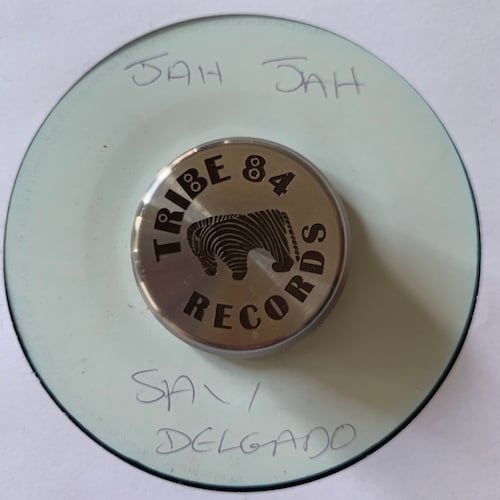 JAH JAH
TRIBE 84
RECORDS
DELGADO